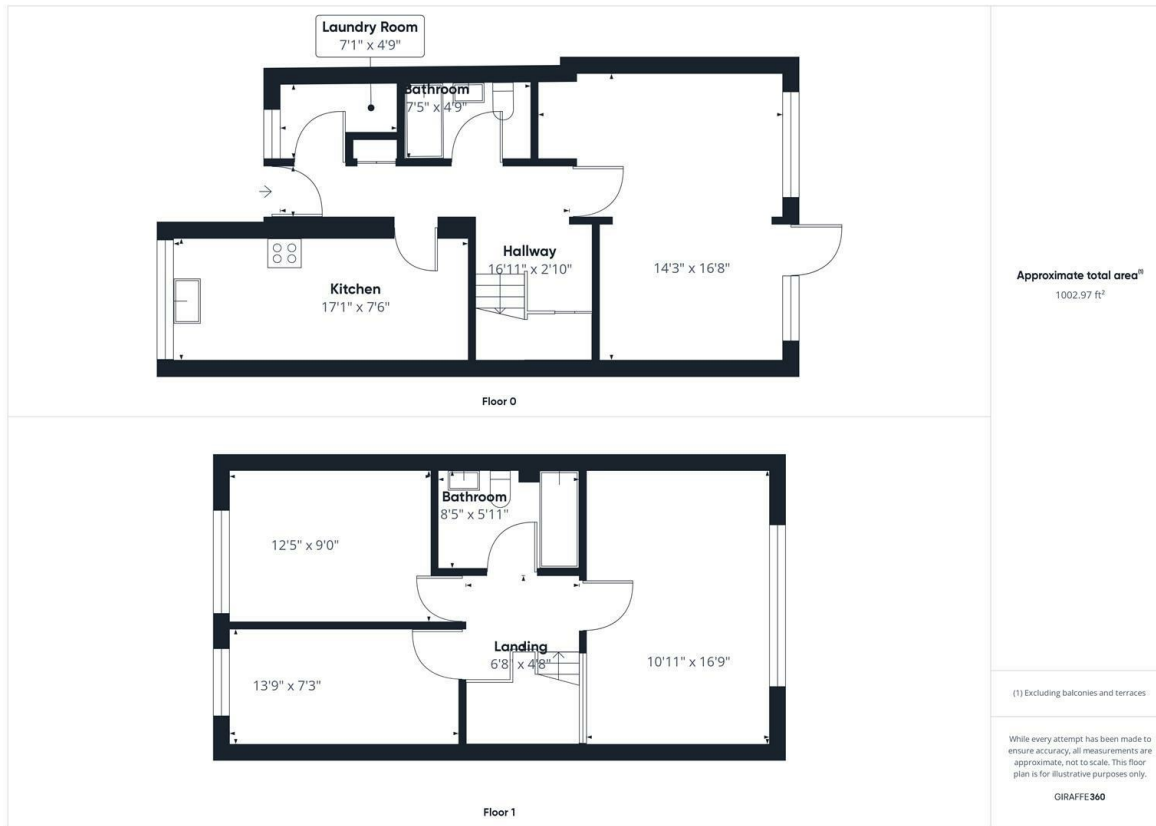 Laundry Room
7'1" x 4'9"
Bathroom
7'5" x 4'9"
Hallway
16'11" x 2'10"
14'3" x 16'8"
Kitchen
17'1" x 7'6"
Floor 0
Bathroom
8'5" x 5'11"
12'5" x 9'0"
Landing
6'8" x 4'8"
10'11" x 16'9"
13'9" x 7'3"
Floor 1
Approximate total area⁽¹⁾
1002.97 ft²
(1) Excluding balconies and terraces
While every attempt has been made to
ensure accuracy, all measurements are
approximate, not to scale. This floor
plan is for illustrative purposes only.
GIRAFFE360